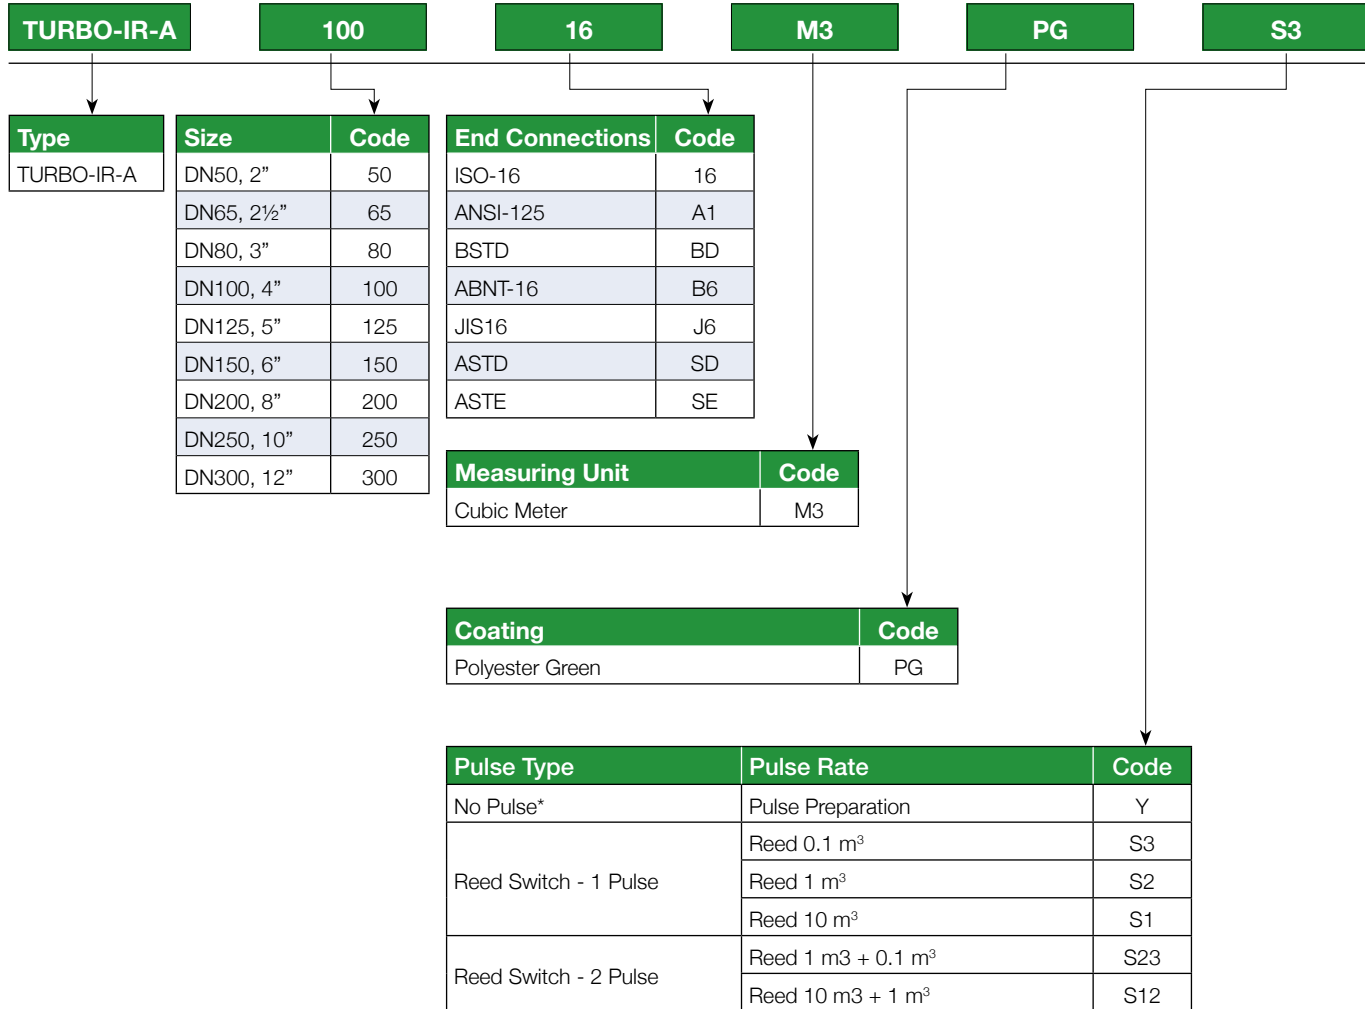 TURBO-IR-A 100 16 M3 PG S3
Type
TURBO-IR-A
Size Code
DN50, 2” 50
DN65, 2½” 65
DN80, 3” 80
DN100, 4” 100
DN125, 5” 125
DN150, 6” 150
DN200, 8” 200
DN250, 10” 250
DN300, 12” 300
End Connections Code
ISO-16 16
ANSI-125 A1
BSTD BD
ABNT-16 B6
JIS16 J6
ASTD SD
ASTE SE
Measuring Unit Code
Cubic Meter M3
Coating Code
Polyester Green PG
Pulse Type Pulse Rate Code
No Pulse* Pulse Preparation Y
Reed Switch - 1 Pulse
Reed 0.1 m³ S3
Reed 1 m³ S2
Reed 10 m³ S1
Reed Switch - 2 Pulse
Reed 1 m3 + 0.1 m³ S23
Reed 10 m3 + 1 m³ S12